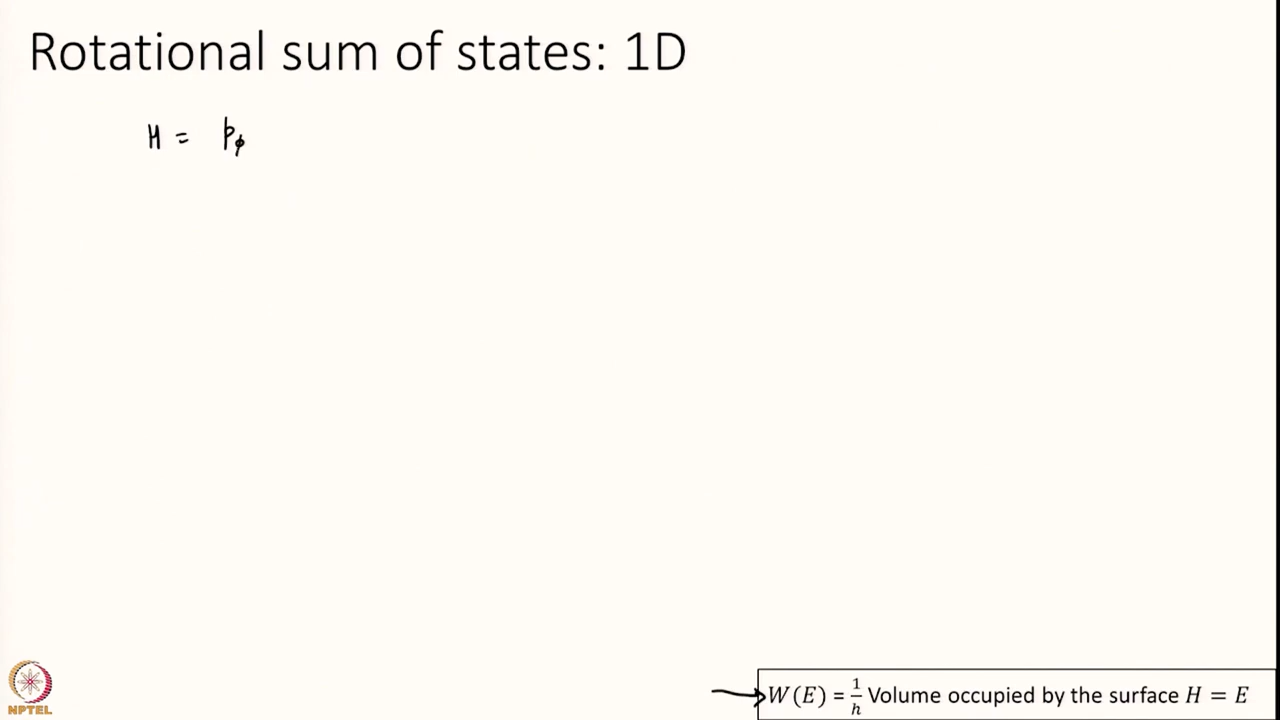 Rotational sum of states: 1D
H = p_ϕ
W(E) = 1/h Volume occupied by the surface H = E
NPTEL